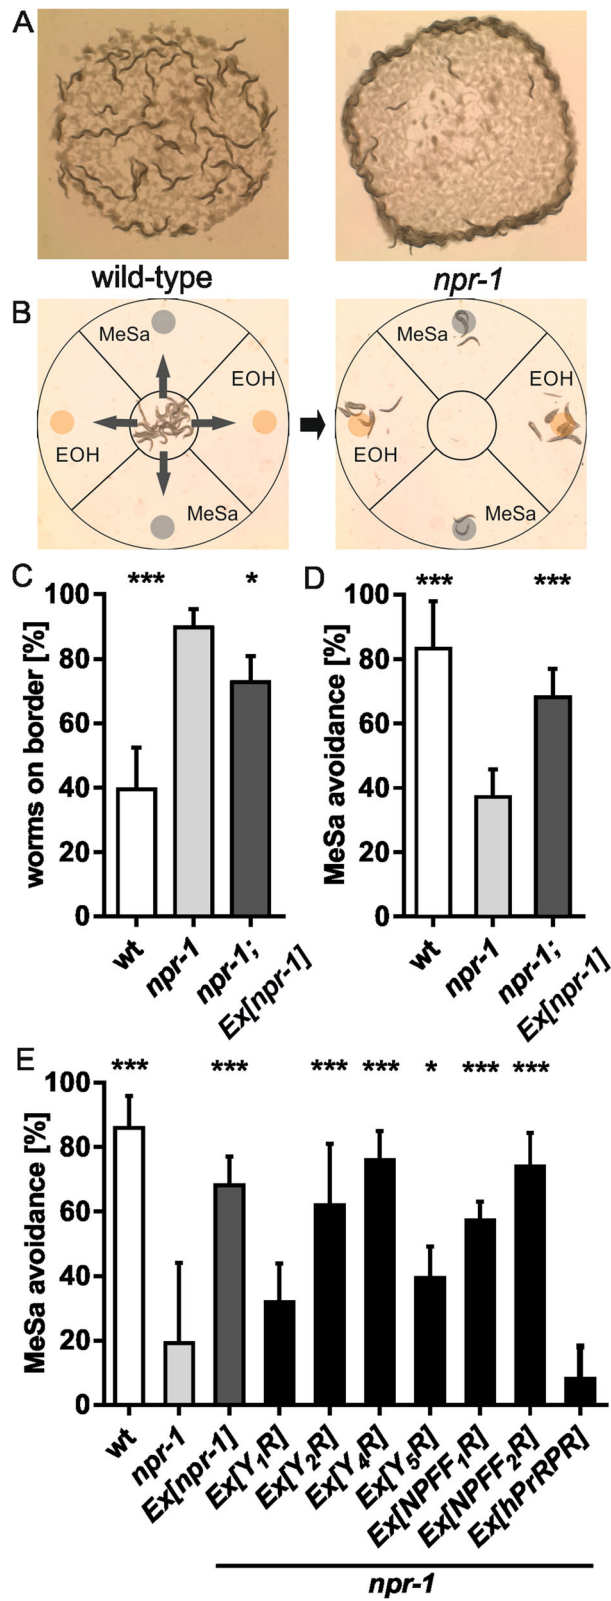 A
wild-type
npr-1
B
MeSa
EOH
EOH
MeSa
MeSa
EOH
EOH
MeSa
C
***
*
100
80
60
40
20
0
worms on border [%]
wt
npr-1
npr-1;
Ex[npr-1]
D
***
***
100
80
60
40
20
0
MeSa avoidance [%]
wt
npr-1
npr-1;
Ex[npr-1]
E
***
***
***
***
*
***
***
100
80
60
40
20
0
MeSa avoidance [%]
wt
npr-1
Ex[npr-1]
Ex[Y₁R]
Ex[Y₂R]
Ex[Y₄R]
Ex[Y₅R]
Ex[NPFF₁R]
Ex[NPFF₂R]
Ex[hPrRPR]
npr-1